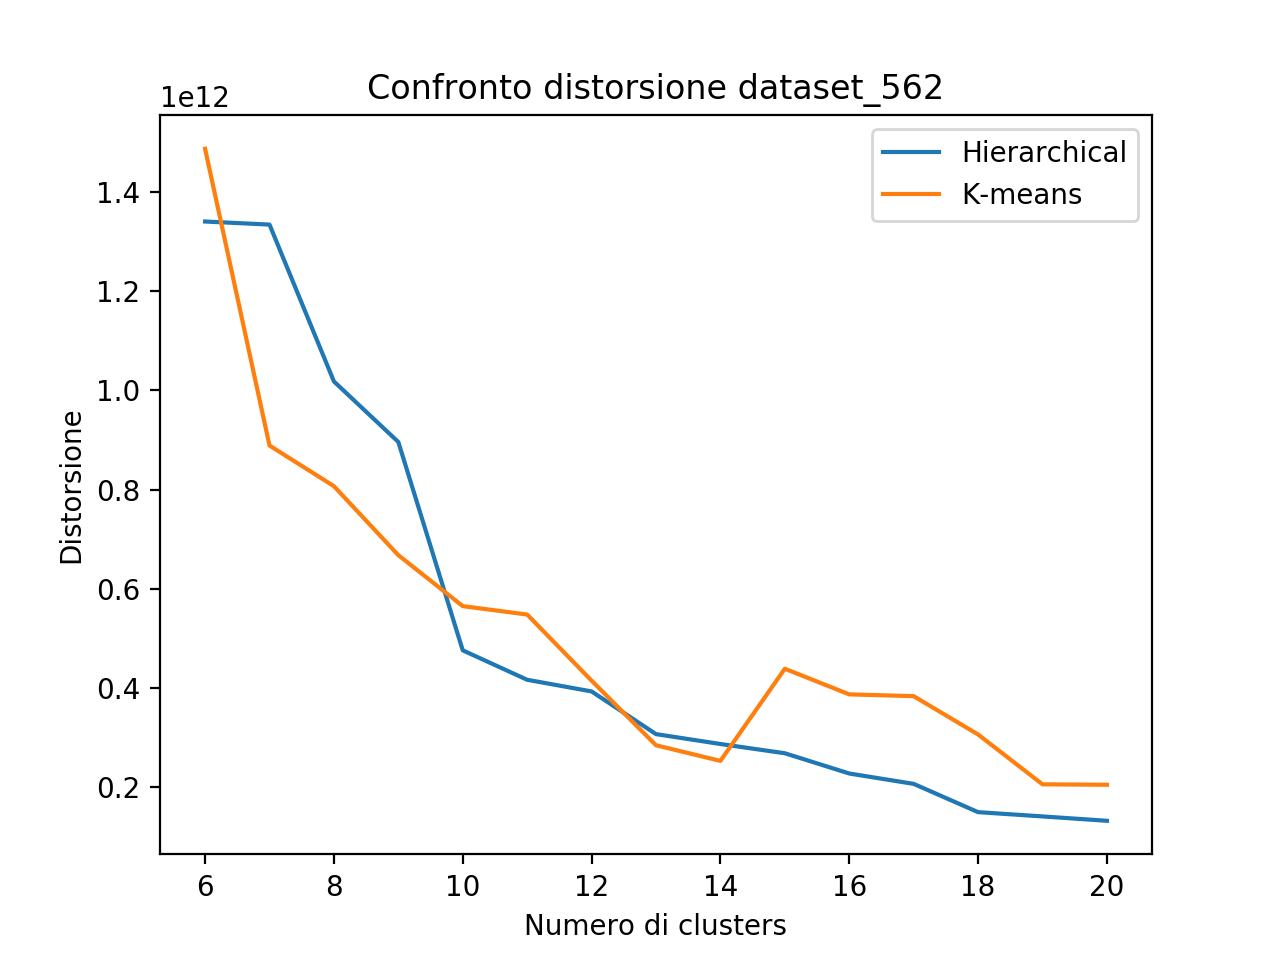 Confronto distorsione dataset_562
1e12
Hierarchical
K-means
1.4
1.2
1.0
0.8
0.6
0.4
0.2
Distorsione
6 8 10 12 14 16 18 20
Numero di clusters